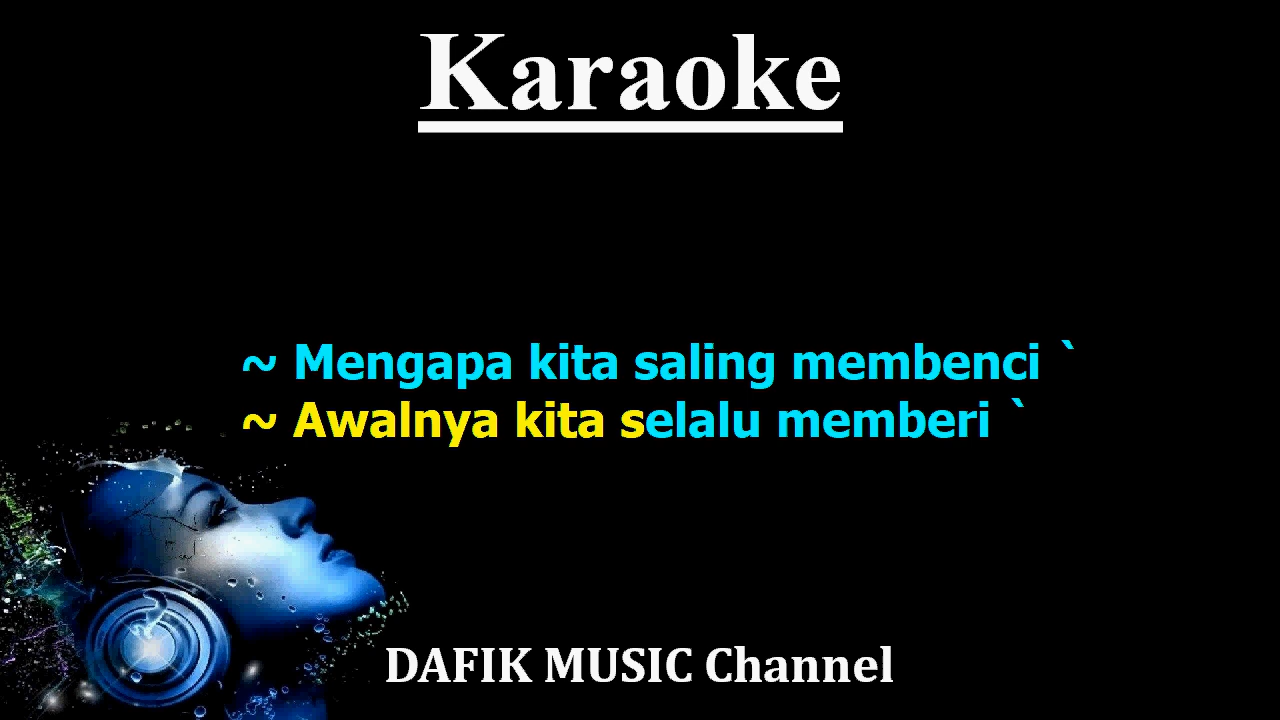 Karaoke
~ Mengapa kita saling membenci `
~ Awalnya kita selalu memberi `
DAFIK MUSIC Channel